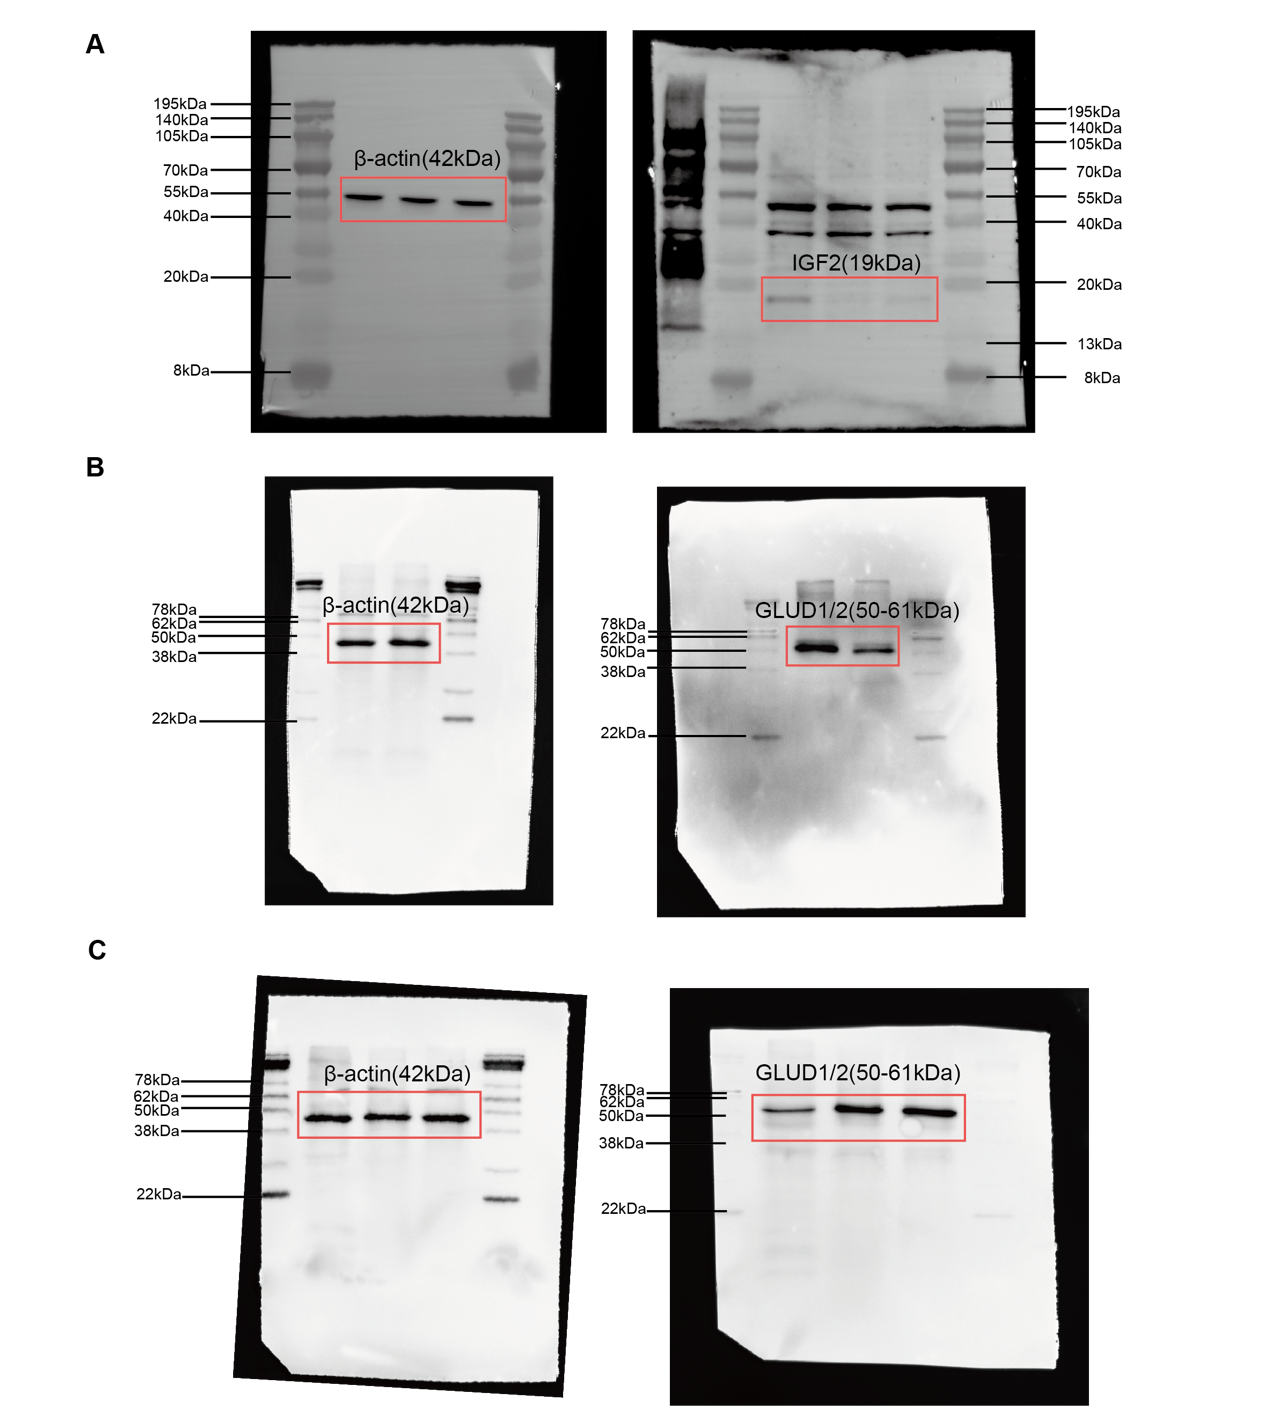 A
195kDa
140kDa
105kDa
70kDa
55kDa
40kDa
20kDa
8kDa
β-actin(42kDa)
IGF2(19kDa)
195kDa
140kDa
105kDa
70kDa
55kDa
40kDa
20kDa
13kDa
8kDa
B
78kDa
62kDa
50kDa
38kDa
22kDa
β-actin(42kDa)
78kDa
62kDa
50kDa
38kDa
22kDa
GLUD1/2(50-61kDa)
C
78kDa
62kDa
50kDa
38kDa
22kDa
β-actin(42kDa)
78kDa
62kDa
50kDa
38kDa
22kDa
GLUD1/2(50-61kDa)